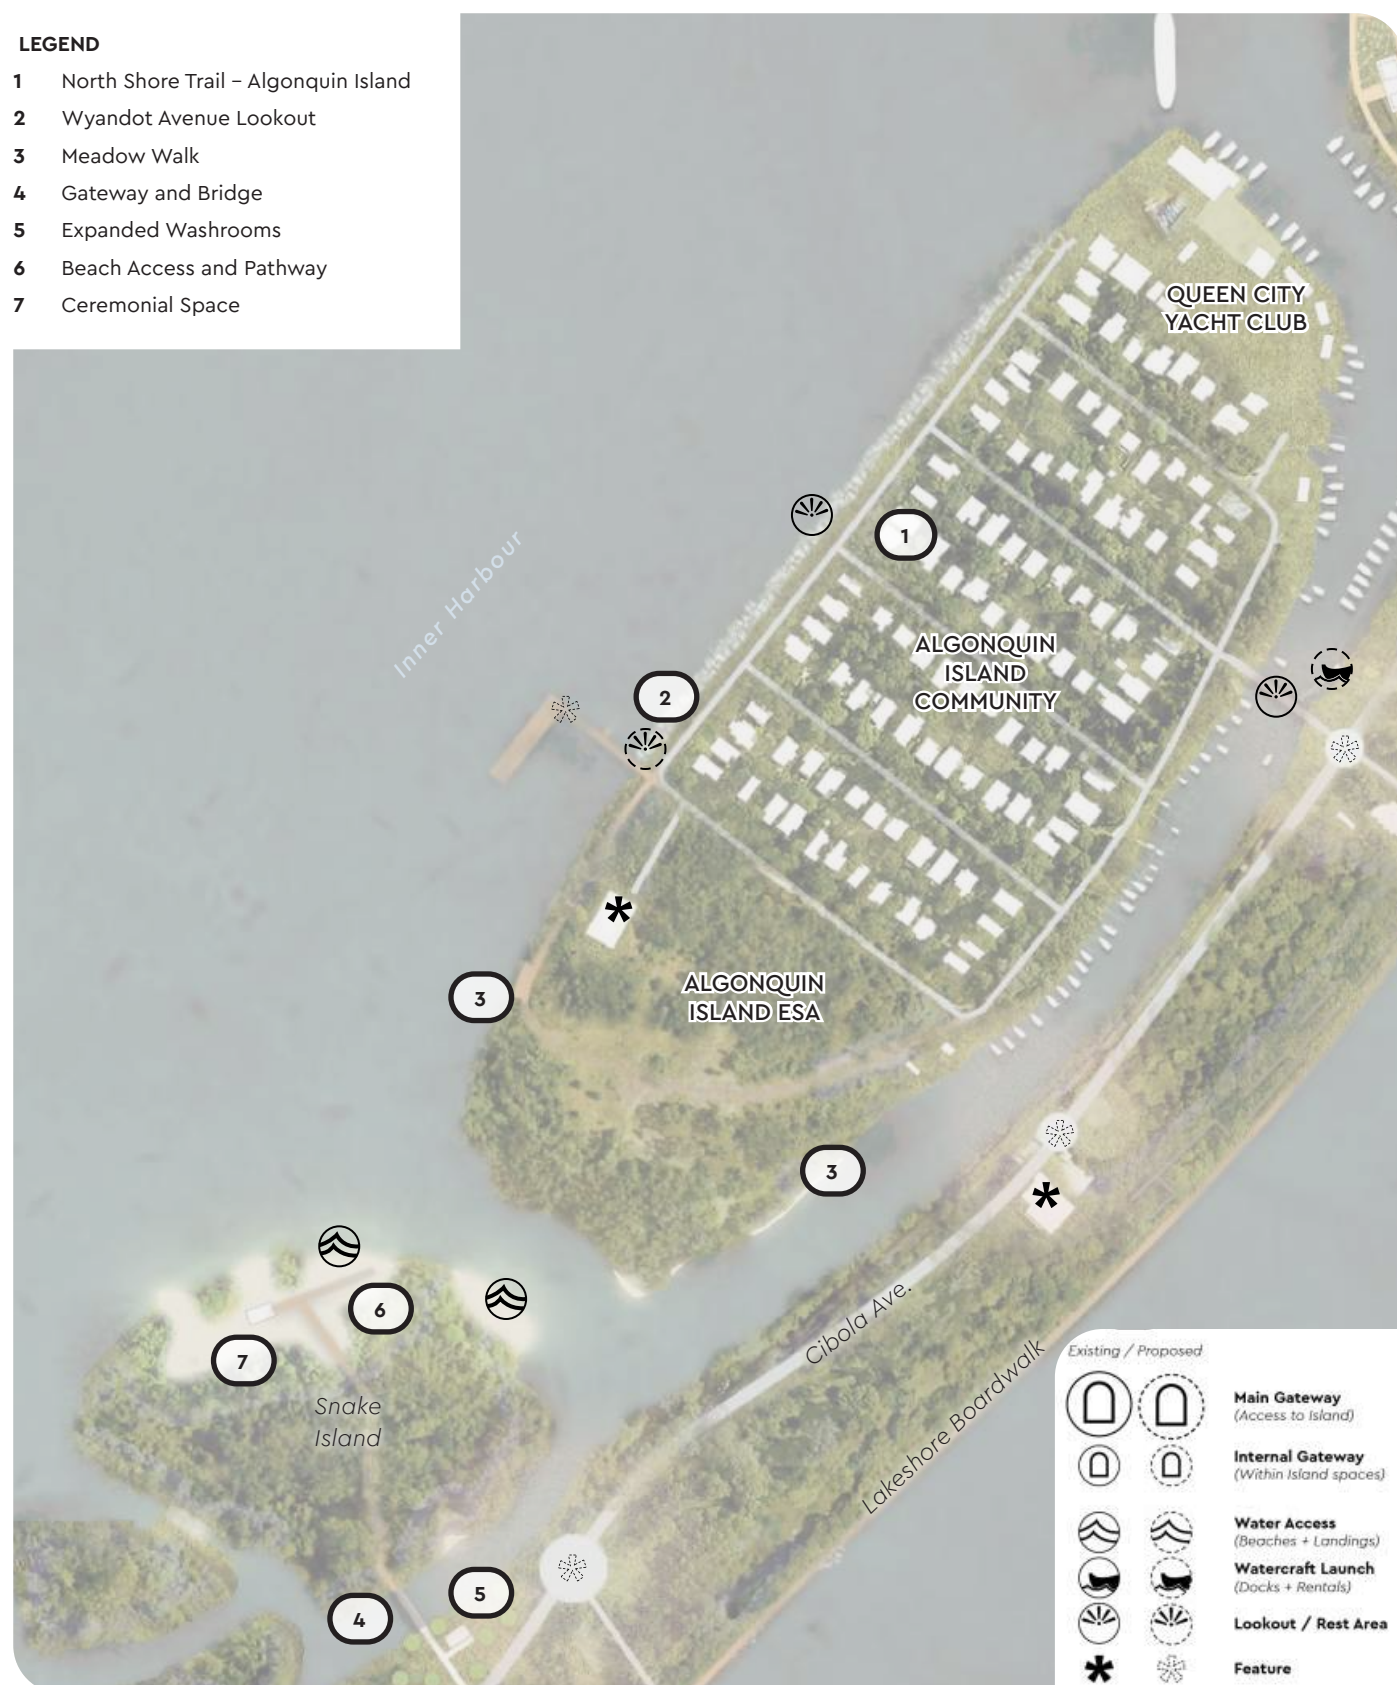 LEGEND
1 North Shore Trail – Algonquin Island
2 Wyandot Avenue Lookout
3 Meadow Walk
4 Gateway and Bridge
5 Expanded Washrooms
6 Beach Access and Pathway
7 Ceremonial Space
QUEEN CITY
YACHT CLUB
1
Inner Harbour
ALGONQUIN
ISLAND
COMMUNITY
2
ALGONQUIN
ISLAND ESA
3
3
6
7
Snake
Island
Cibola Ave.
Lakeshore Boardwalk
5
4
Existing / Proposed
Main Gateway
(Access to Island)
Internal Gateway
(Within Island spaces)
Water Access
(Beaches + Landings)
Watercraft Launch
(Docks + Rentals)
Lookout / Rest Area
Feature